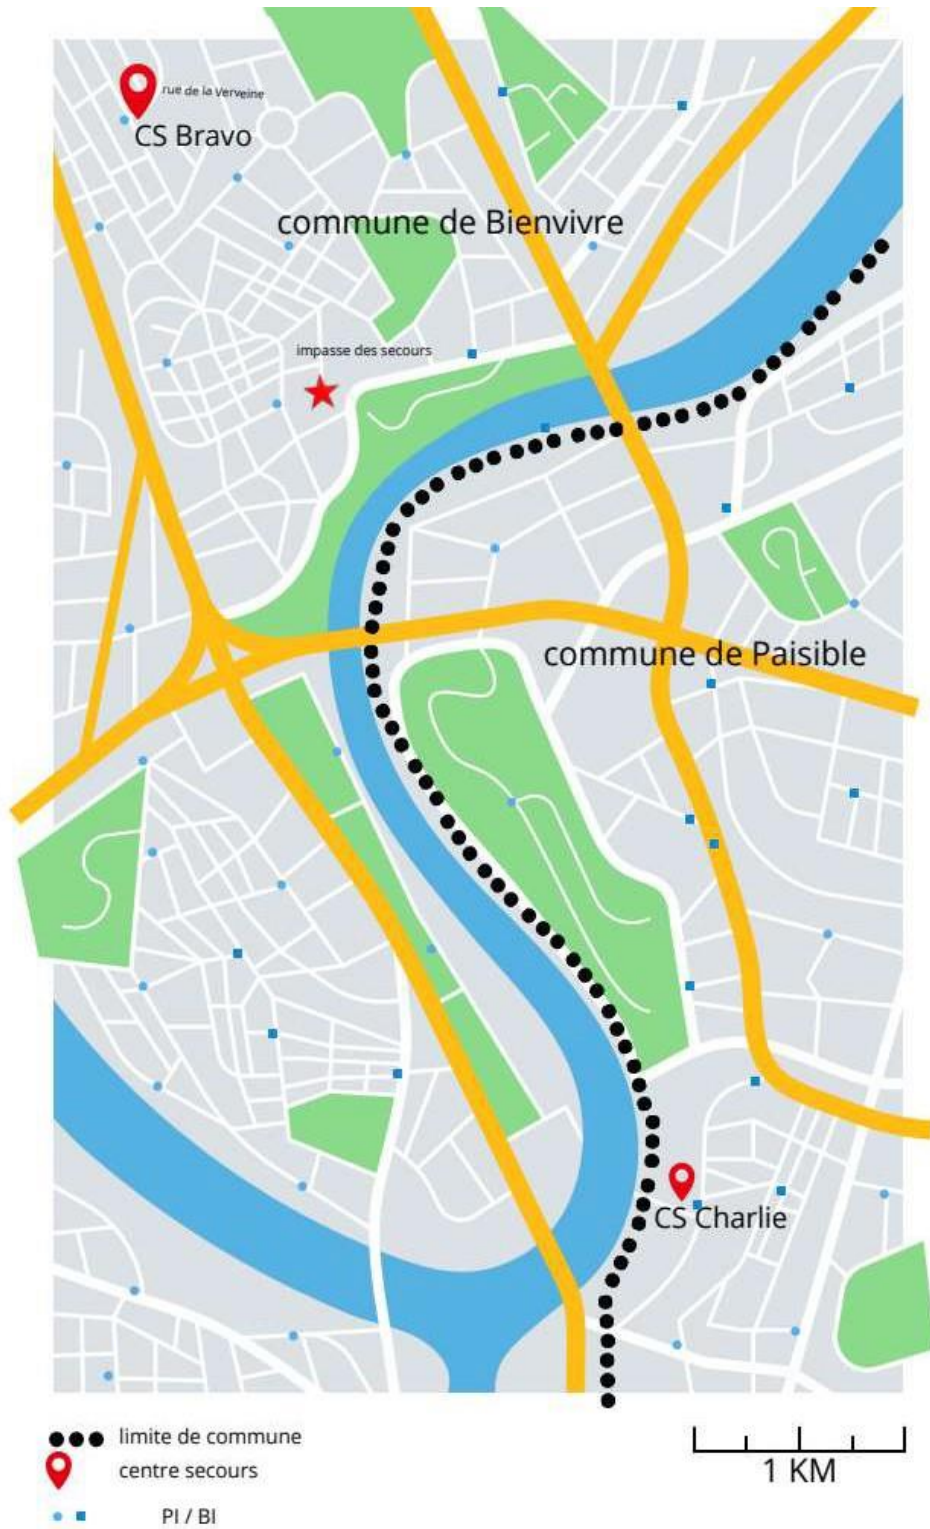 rue de la Verveine
CS Bravo
commune de Bienvivre
impasse des secours
commune de Paisible
CS Charlie
limite de commune
centre secours
1 KM
PI / BI